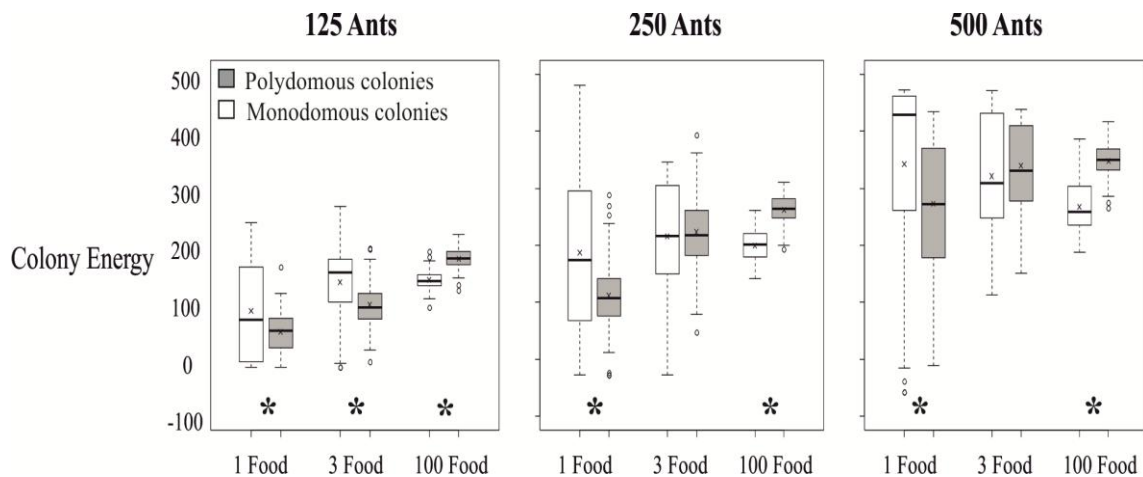 125 Ants
250 Ants
500 Ants
500
400
300
200
100
0
-100
Colony Energy
Polydomous colonies
Monodomous colonies
* * *
* *
* *
1 Food 3 Food 100 Food
1 Food 3 Food 100 Food
1 Food 3 Food 100 Food